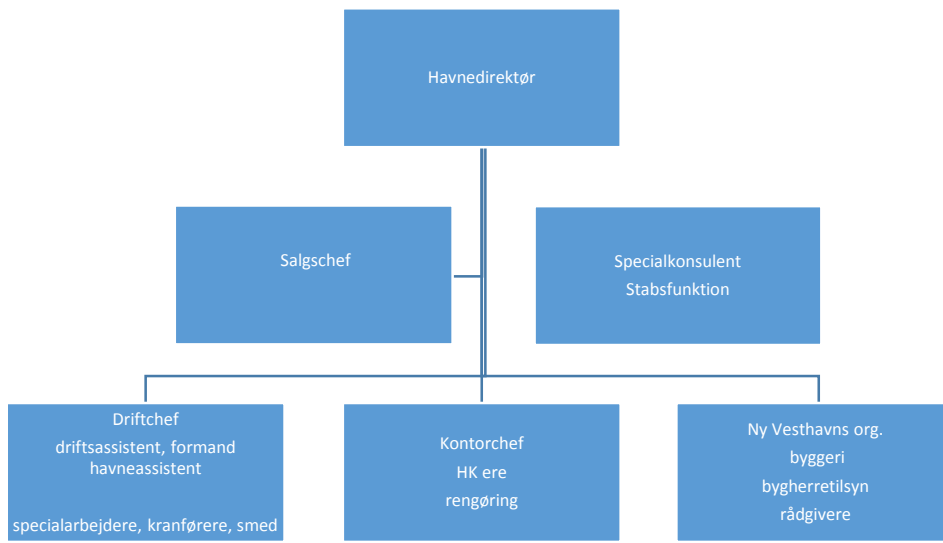 Havnedirektør
Salgschef
Specialkonsulent
Stabsfunktion
Driftchef
driftsassistent, formand
havneassistent
specialarbejdere, kranførere, smed
Kontorchef
HK ere
rengøring
Ny Vesthavns org.
byggeri
bygherretilsyn
rådgivere